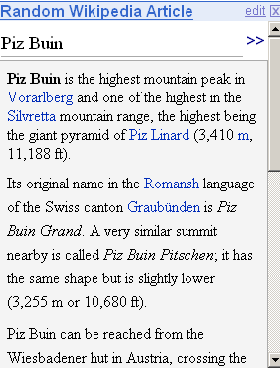 Random Wikipedia Article edit X
Piz Buin >>
Piz Buin is the highest mountain peak in
Vorarlberg and one of the highest in the
Silvretta mountain range, the highest being
the giant pyramid of Piz Linard (3,410 m,
11,188 ft).
Its original name in the Romansh language
of the Swiss canton Graubünden is Piz
Buin Grand. A very similar summit
nearby is called Piz Buin Pitschen; it has
the same shape but is slightly lower
(3,255 m or 10,680 ft).
Piz Buin can be reached from the
Wiesbadener hut in Austria, crossing the